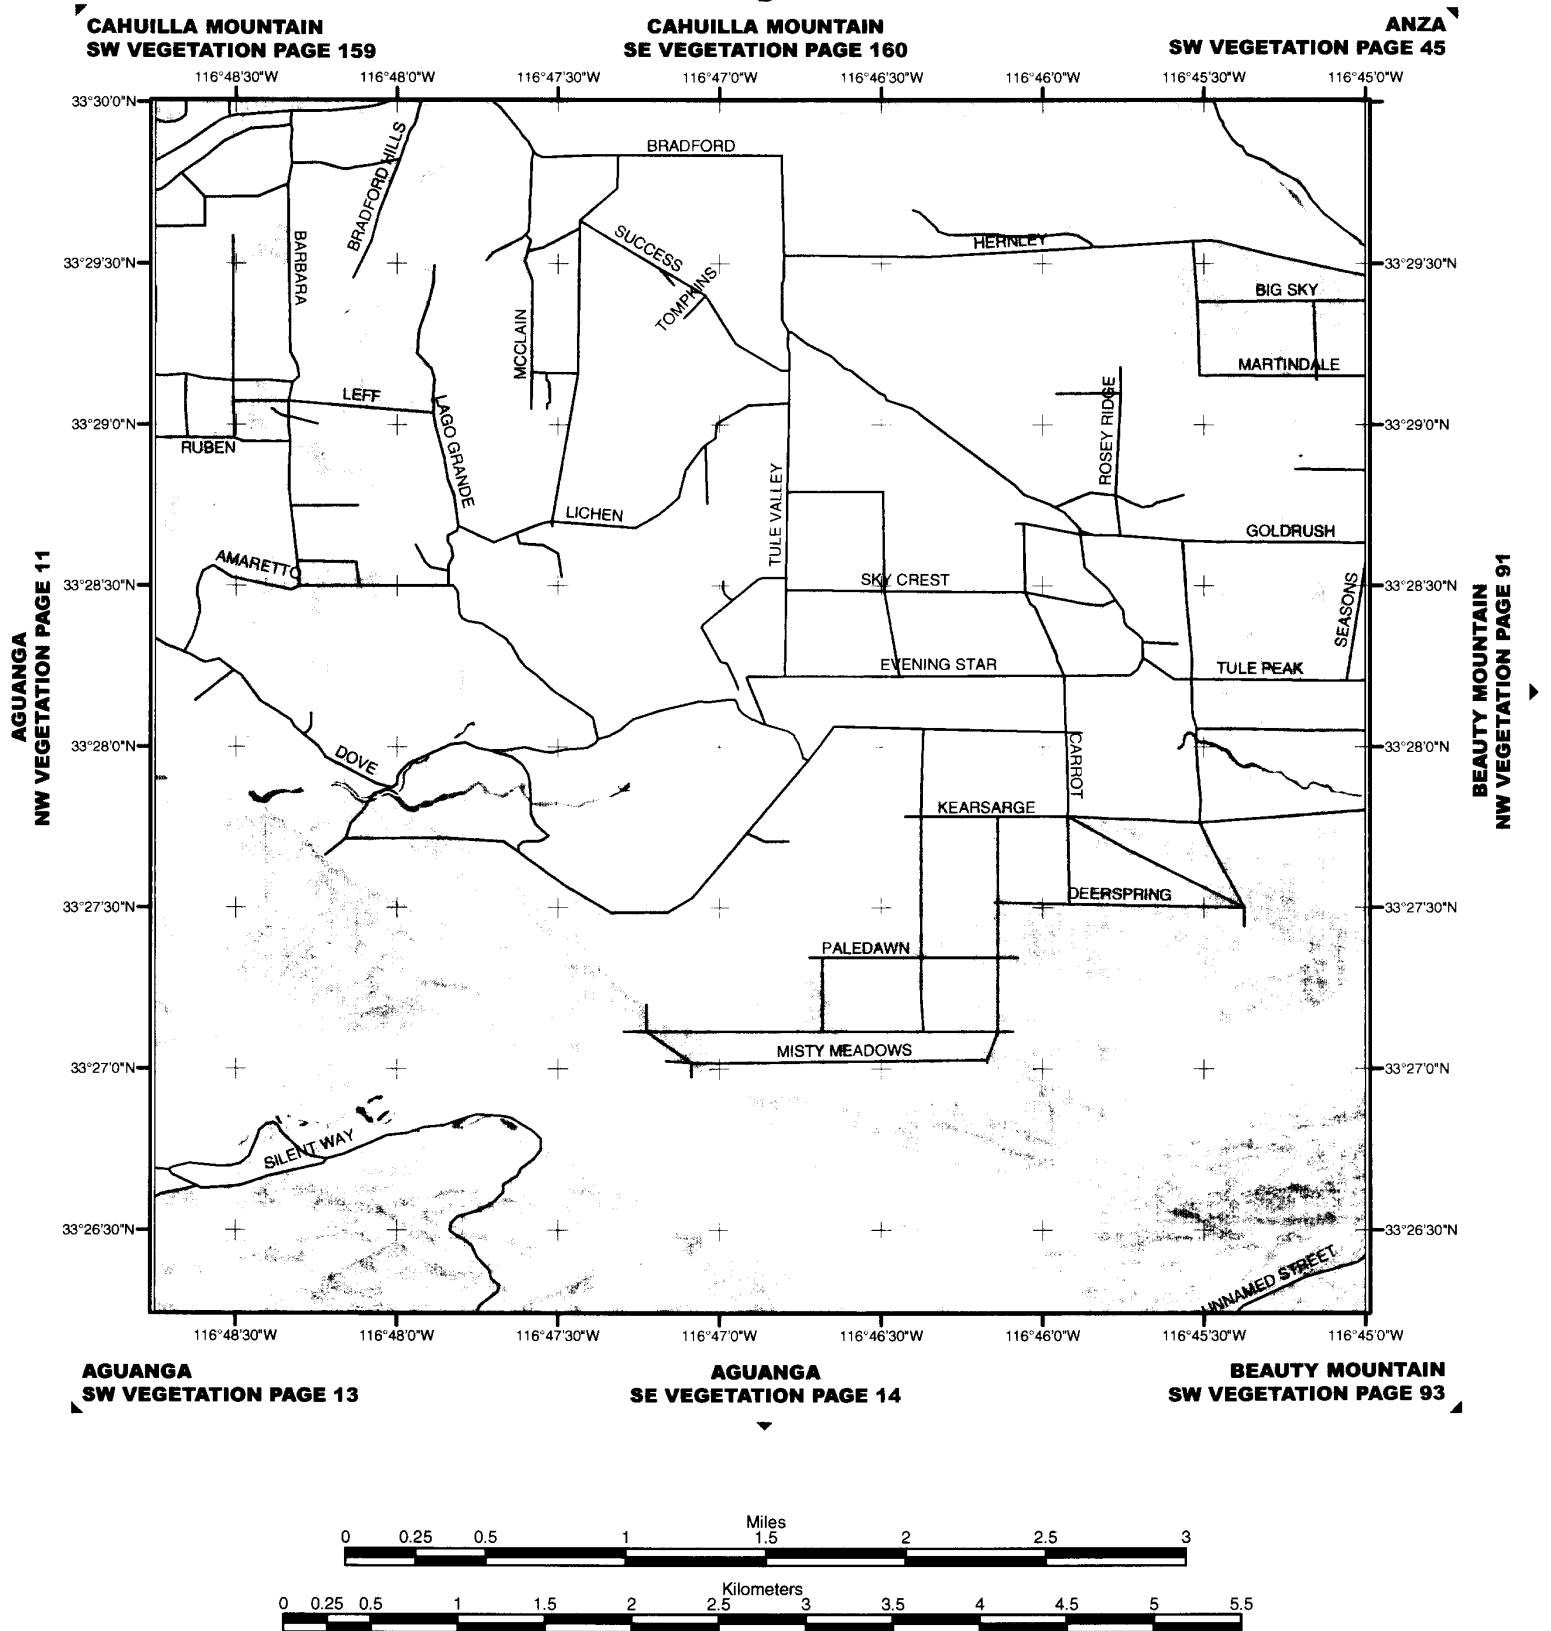 CAHUILLA MOUNTAIN
SW VEGETATION PAGE 159
CAHUILLA MOUNTAIN
SE VEGETATION PAGE 160
ANZA
SW VEGETATION PAGE 45
116°48'30"W 116°48'0"W 116°47'30"W 116°47'0"W 116°46'30"W 116°46'0"W 116°45'30"W 116°45'0"W
33°30'0"N
BRADFORD HILLS
BRADFORD
BARBARA
SUCCESS
HERNLEY
33°29'30"N 33°29'30"N
TOMPKINS
BIG SKY
MCCLAIN
MARTINDALE
LEFF
LAGO GRANDE
ROSEY RIDGE
33°29'0"N 33°29'0"N
RUBEN
TULE VALLEY
LICHEN
GOLDRUSH
AMARETTO
SKY CREST
SEASONS
33°28'30"N 33°28'30"N
EVENING STAR
TULE PEAK
AGUANGA
NW VEGETATION PAGE 11
BEAUTY MOUNTAIN
NW VEGETATION PAGE 91
33°28'0"N 33°28'0"N
DOVE
CARROT
KEARSARGE
DEERSPRING
33°27'30"N 33°27'30"N
PALEDAWN
MISTY MEADOWS
33°27'0"N 33°27'0"N
SILENT WAY
33°26'30"N 33°26'30"N
UNNAMED STREET
116°48'30"W 116°48'0"W 116°47'30"W 116°47'0"W 116°46'30"W 116°46'0"W 116°45'30"W 116°45'0"W
AGUANGA
SW VEGETATION PAGE 13
AGUANGA
SE VEGETATION PAGE 14
BEAUTY MOUNTAIN
SW VEGETATION PAGE 93
Miles
0 0.25 0.5 1 1.5 2 2.5 3
Kilometers
0 0.25 0.5 1 1.5 2 2.5 3 3.5 4 4.5 5 5.5